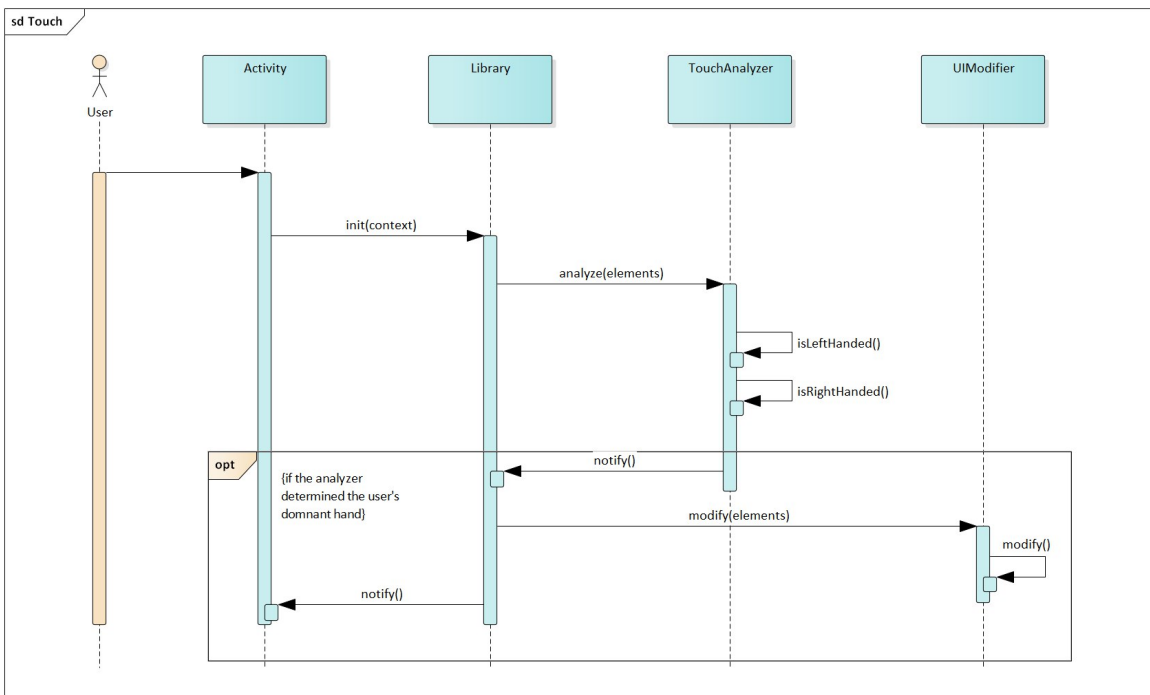 sd Touch
User
Activity
Library
TouchAnalyzer
UIModifier
init(context)
analyze(elements)
isLeftHanded()
isRightHanded()
opt
{if the analyzer
determined the user's
domnant hand}
notify()
modify(elements)
modify()
notify()